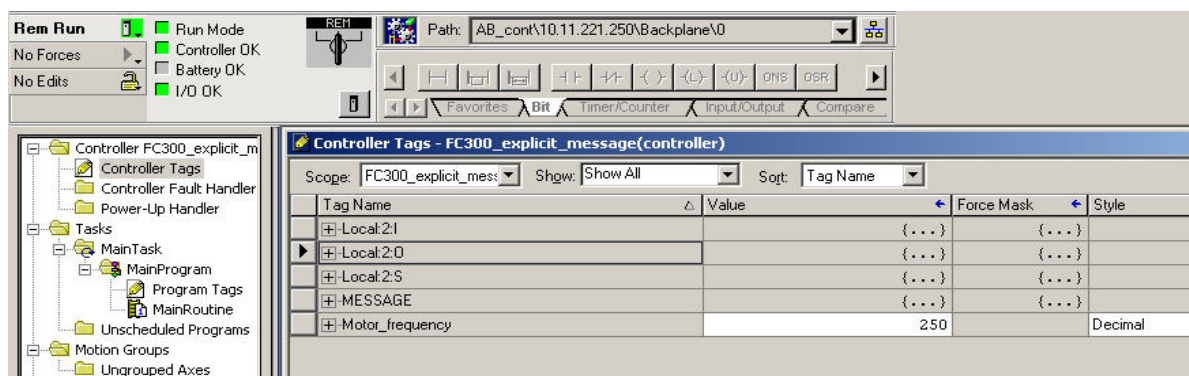 Rem Run
Run Mode
No Forces
Controller OK
Battery OK
No Edits
I/O OK
REM
Path: AB_cont\10.11.221.250\Backplane\0
ONS OSR
Favorites Bit Timer/Counter Input/Output Compare
Controller FC300_explicit_m
Controller Tags
Controller Fault Handler
Power-Up Handler
Tasks
MainTask
MainProgram
Program Tags
MainRoutine
Unscheduled Programs
Motion Groups
Ungrouped Axes
Controller Tags - FC300_explicit_message(controller)
Scope: FC300_explicit_mess Show: Show All Sort: Tag Name
Tag Name Value Force Mask Style
Local:2:I {...} {...}
Local:2:O {...} {...}
Local:2:S {...} {...}
MESSAGE {...} {...}
Motor_frequency 250 Decimal